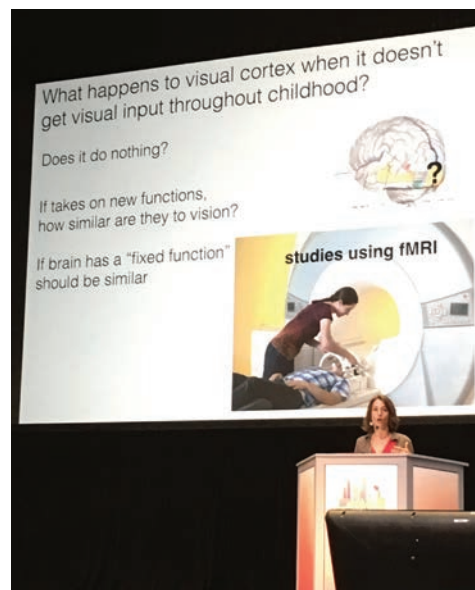 What happens to visual cortex when it doesn't
get visual input throughout childhood?
Does it do nothing?
?
If takes on new functions,
how similar are they to vision?
If brain has a "fixed function"
should be similar
studies using fMRI